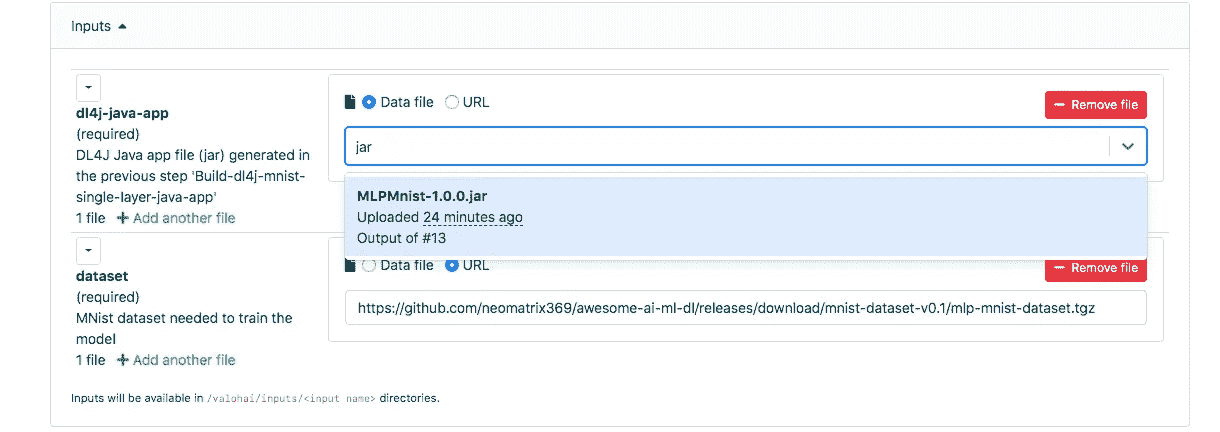 Inputs
dl4j-java-app
(required)
DL4J Java app file (jar) generated in
the previous step 'Build-dl4j-mnist-
single-layer-java-app'
1 file + Add another file
Data file URL
Remove file
jar
MLPMnist-1.0.0.jar
Uploaded 24 minutes ago
Output of #13
dataset
(required)
MNist dataset needed to train the
model
1 file + Add another file
Data file URL
Remove file
https://github.com/neomatrix369/awesome-ai-ml-dl/releases/download/mnist-dataset-v0.1/mlp-mnist-dataset.tgz
Inputs will be available in /valohai/inputs/<input name> directories.